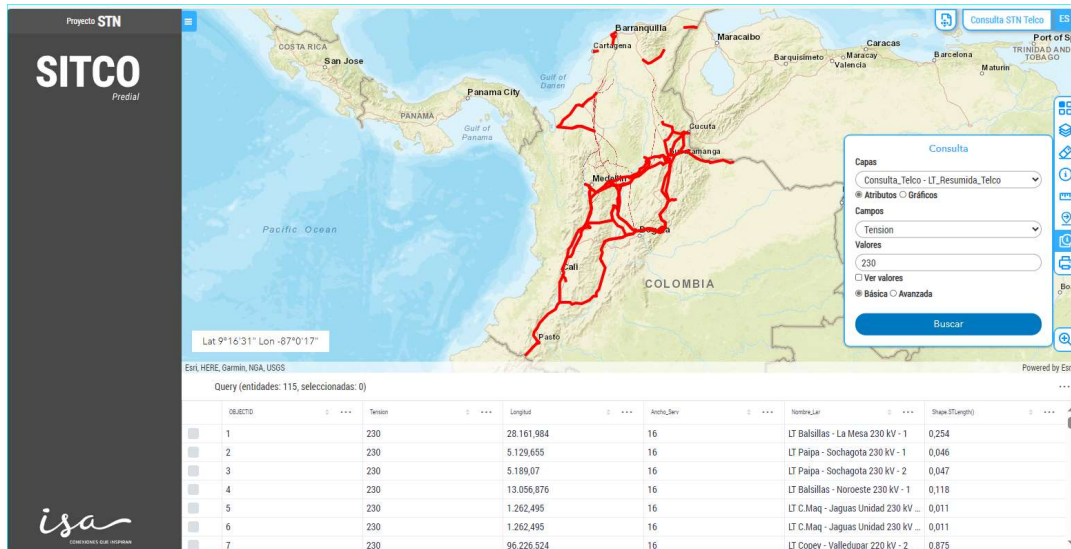 Proyecto STN
SITCO
Predial
isa
CONEXIONES QUE INSPIRAN
Consulta STN Telco
ES
Barranquilla
Cartagena
Maracaibo
Caracas
Barquisimeto
Maracay
Valencia
Barcelona
Maturin
Port of S
TRINIDAD AND
TOBAGO
COSTA RICA
San Jose
Panama City
PANAMA
Gulf of
Darien
Gulf of
Panama
Cucuta
Medellin
Pacific Ocean
Cali
COLOMBIA
Pasto
Lat 9°16'31" Lon -87°0'17"
Esri, HERE, Garmin, NGA, USGS
Powered by Esr
Consulta
Capas
Consulta_Telco - LT_Resumida_Telco
Atributos Gráficos
Campos
Tension
Valores
230
Ver valores
Básica Avanzada
Buscar
Query (entidades: 115, seleccionadas: 0)
OBJECTID Tension Longitud Ancho_Serv Nombre_Lar Shape.STLength()
1 230 28.161,984 16 LT Balsillas - La Mesa 230 kV - 1 0,254
2 230 5.129,655 16 LT Paipa - Sochagota 230 kV - 1 0,046
3 230 5.189,07 16 LT Paipa - Sochagota 230 kV - 2 0,047
4 230 13.056,876 16 LT Balsillas - Noroeste 230 kV - 1 0,118
5 230 1.262,495 16 LT C.Maq - Jaguas Unidad 230 kV ... 0,011
6 230 1.262,495 16 LT C.Maq - Jaguas Unidad 230 kV ... 0,011
7 230 96.226,524 16 LT Copey - Valledupar 220 kV - 2 0,875